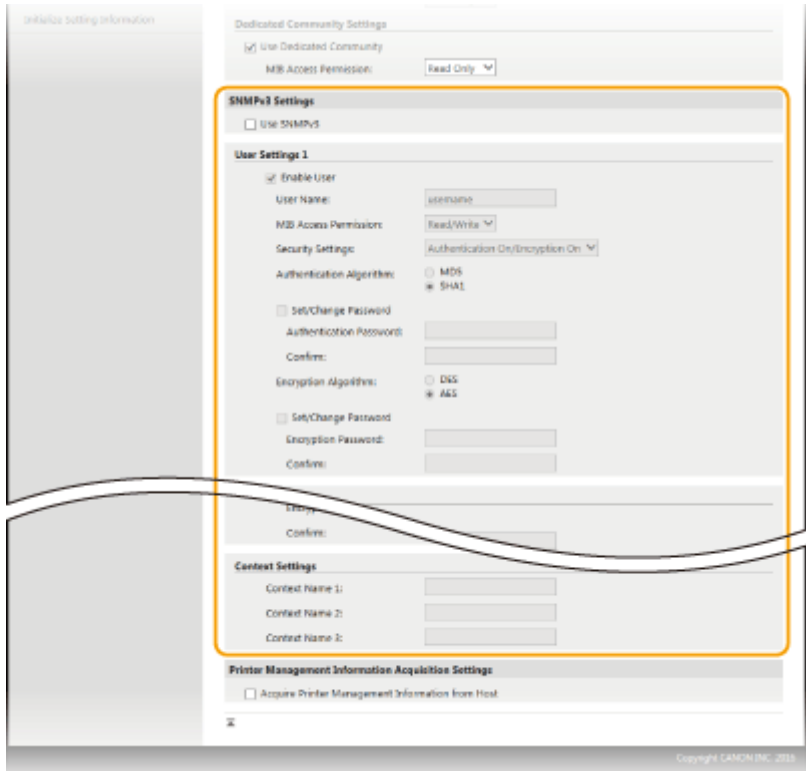 Initialize Setting Information
Dedicated Community Settings
Use Dedicated Community
MIB Access Permission: Read Only
SNMPv3 Settings
Use SNMPv3
User Settings 1
Enable User
User Name: username
MIB Access Permission: Read/Write
Security Settings: Authentication On/Encryption On
Authentication Algorithm: MD5
SHA1
Set/Change Password
Authentication Password:
Confirm:
Encryption Algorithm: DES
AES
Set/Change Password
Encryption Password:
Confirm:
Confirm:
Context Settings
Context Name 1:
Context Name 2:
Context Name 3:
Printer Management Information Acquisition Settings
Acquire Printer Management Information from Host
Copyright CANON INC. 2016